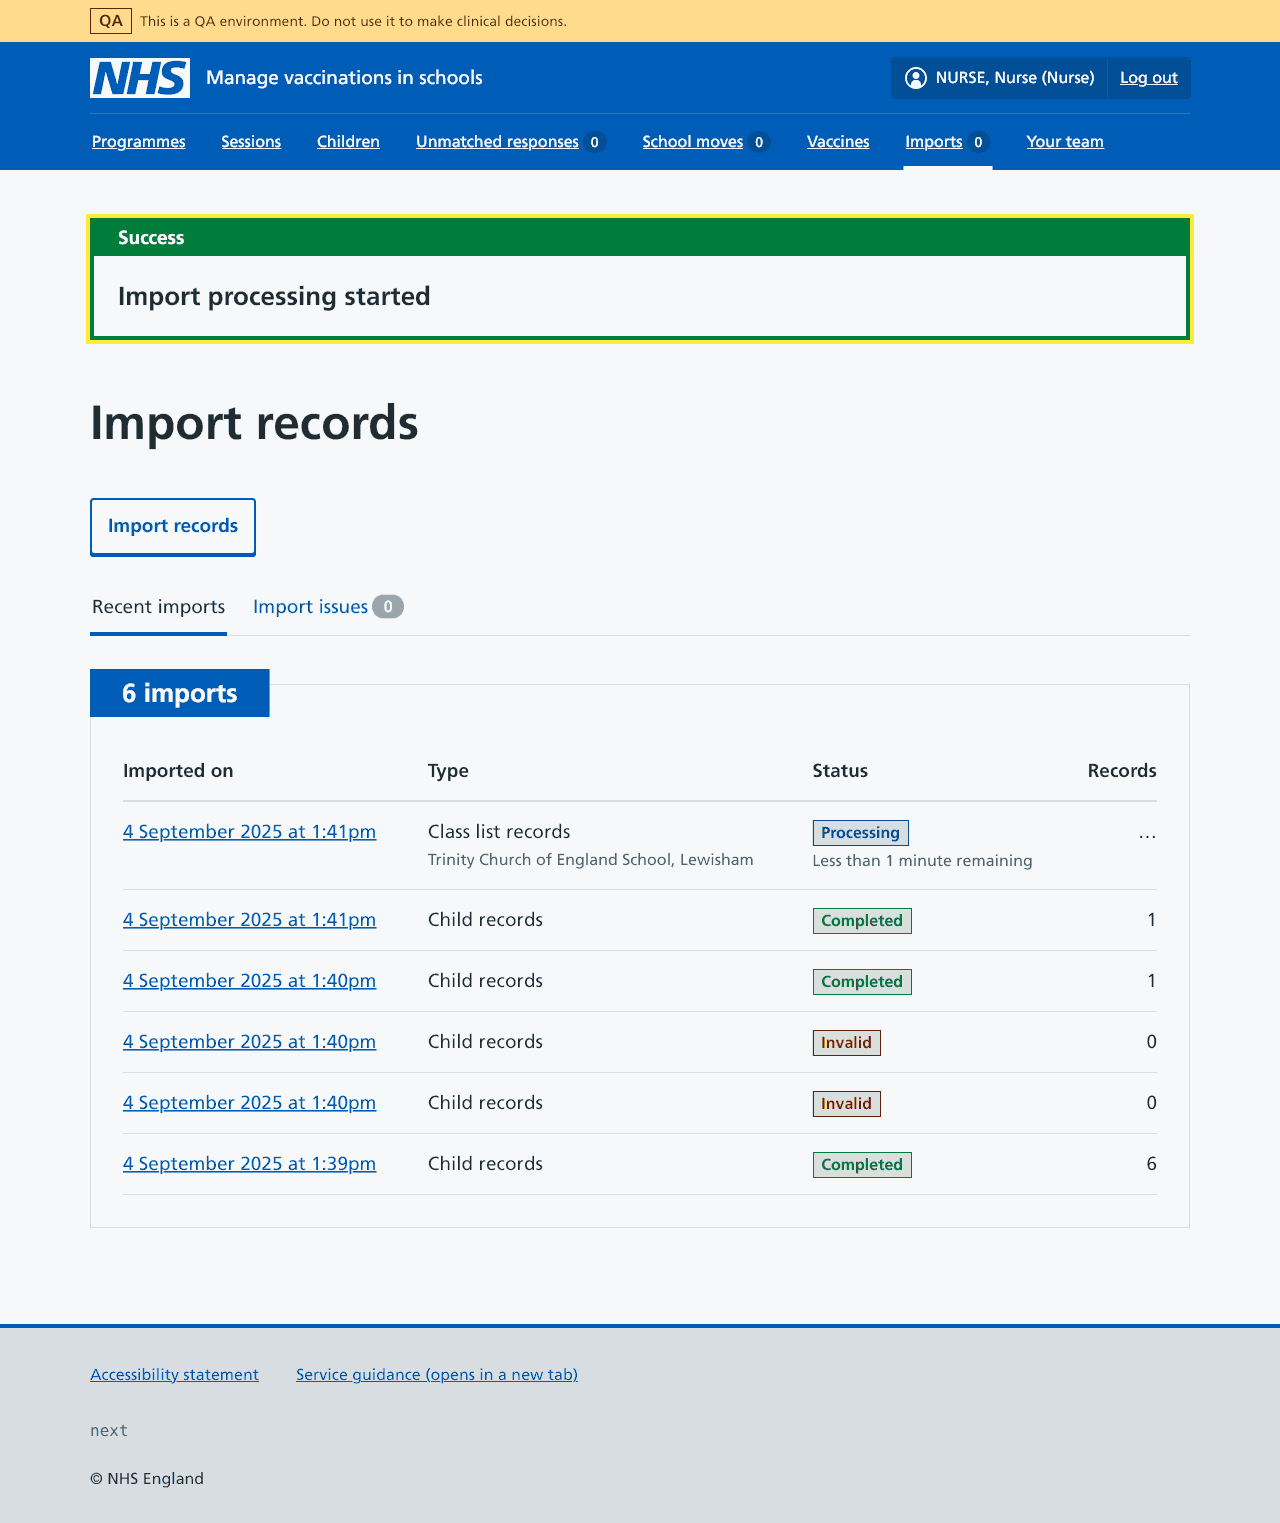 QA This is a QA environment. Do not use it to make clinical decisions.
NHS Manage vaccinations in schools NURSE, Nurse (Nurse) Log out
Programmes Sessions Children Unmatched responses 0 School moves 0 Vaccines Imports 0 Your team
Success
Import processing started
Import records
Import records
Recent imports Import issues 0
6 imports
Imported on Type Status Records
4 September 2025 at 1:41pm Class list records Processing ...
Trinity Church of England School, Lewisham Less than 1 minute remaining
4 September 2025 at 1:41pm Child records Completed 1
4 September 2025 at 1:40pm Child records Completed 1
4 September 2025 at 1:40pm Child records Invalid 0
4 September 2025 at 1:40pm Child records Invalid 0
4 September 2025 at 1:39pm Child records Completed 6
Accessibility statement Service guidance (opens in a new tab)
next
© NHS England